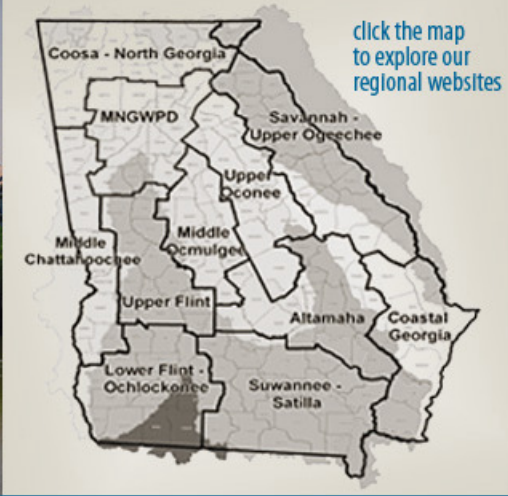 click the map
to explore our
regional websites
Coosa - North Georgia
MNGWPD
Savannah -
Upper Ogeechee
Upper
Oconee
Middle
Ocmulgee
Middle
Chattahoochee
Upper Flint
Altamaha
Coastal
Georgia
Lower Flint -
Ochlockonee
Suwannee -
Satilla